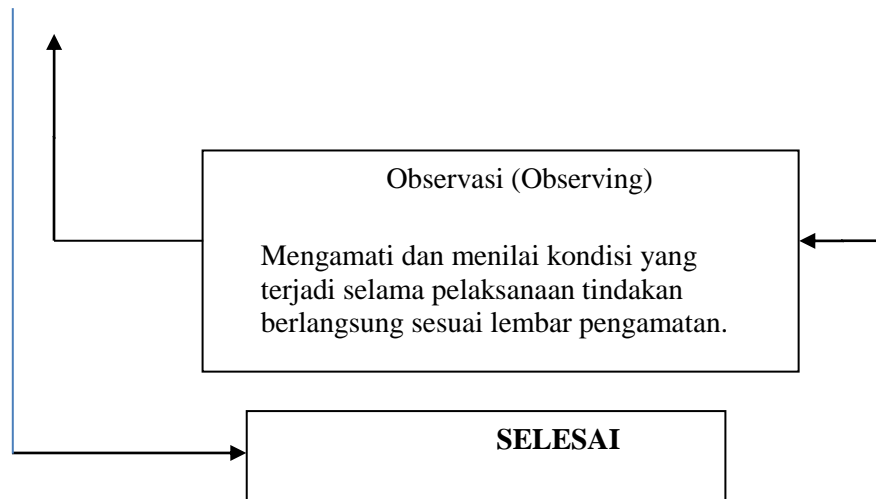 Observasi (Observing)
Mengamati dan menilai kondisi yang
terjadi selama pelaksanaan tindakan
berlangsung sesuai lembar pengamatan.
SELESAI